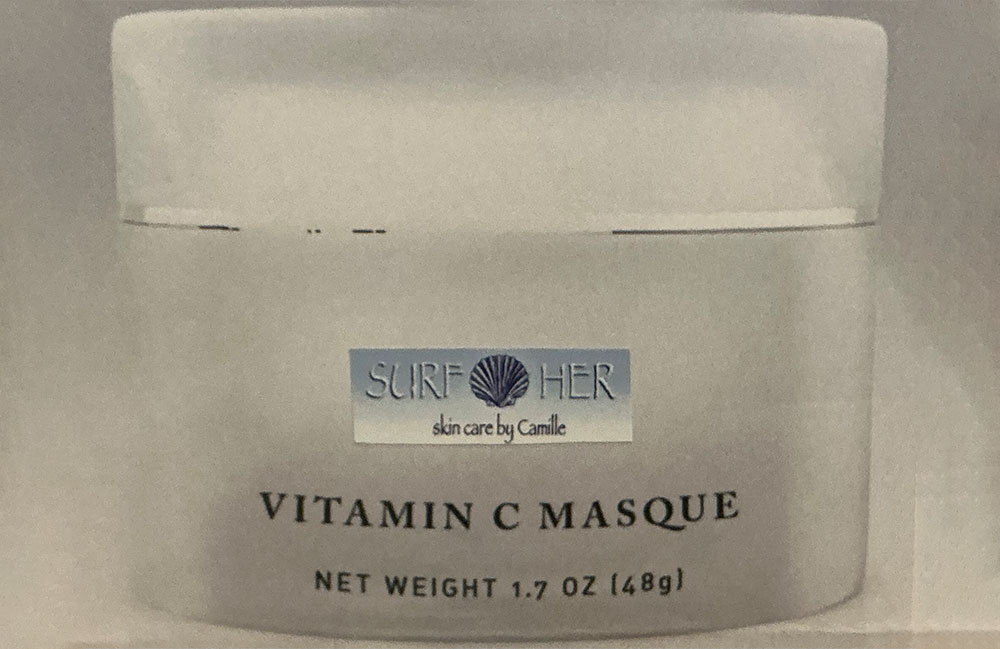 SURF HER
skin care by Camille
VITAMIN C MASQUE
NET WEIGHT 1.7 OZ (48g)